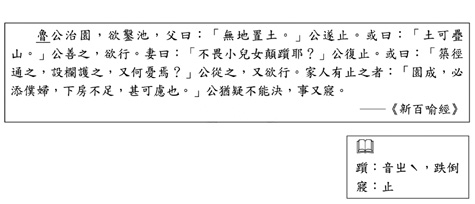 魯公治園，欲鑿池，父曰：「無地置土。」公遂止。或曰：「土可疊
山。」公善之，欲行。妻曰：「不畏小兒女顛躓耶？」公復止。或曰：「築徑
通之，設欄護之，又何憂焉？」公從之，又欲行。家人有止之者：「園成，必
添僕婦，下房不足，甚可慮也。」公猶疑不能決，事又寢。
——《新百喻經》
躓：音ㄓˋ，跌倒
寢：止